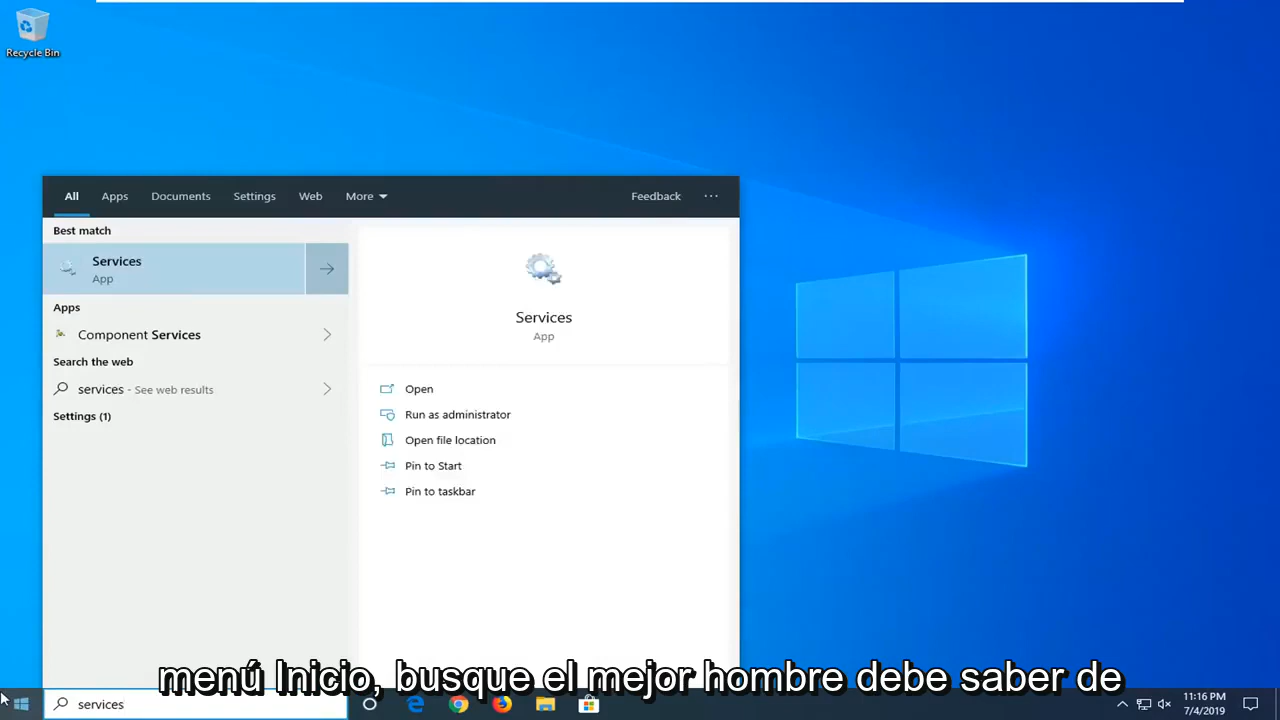 Recycle Bin
All Apps Documents Settings Web More Feedback ...
Best match
Services
App
Apps
Component Services
Search the web
services - See web results
Settings (1)
Services
App
Open
Run as administrator
Open file location
Pin to Start
Pin to taskbar
menú Inicio, busque el mejor hombre debe saber de
services
11:16 PM
7/4/2019